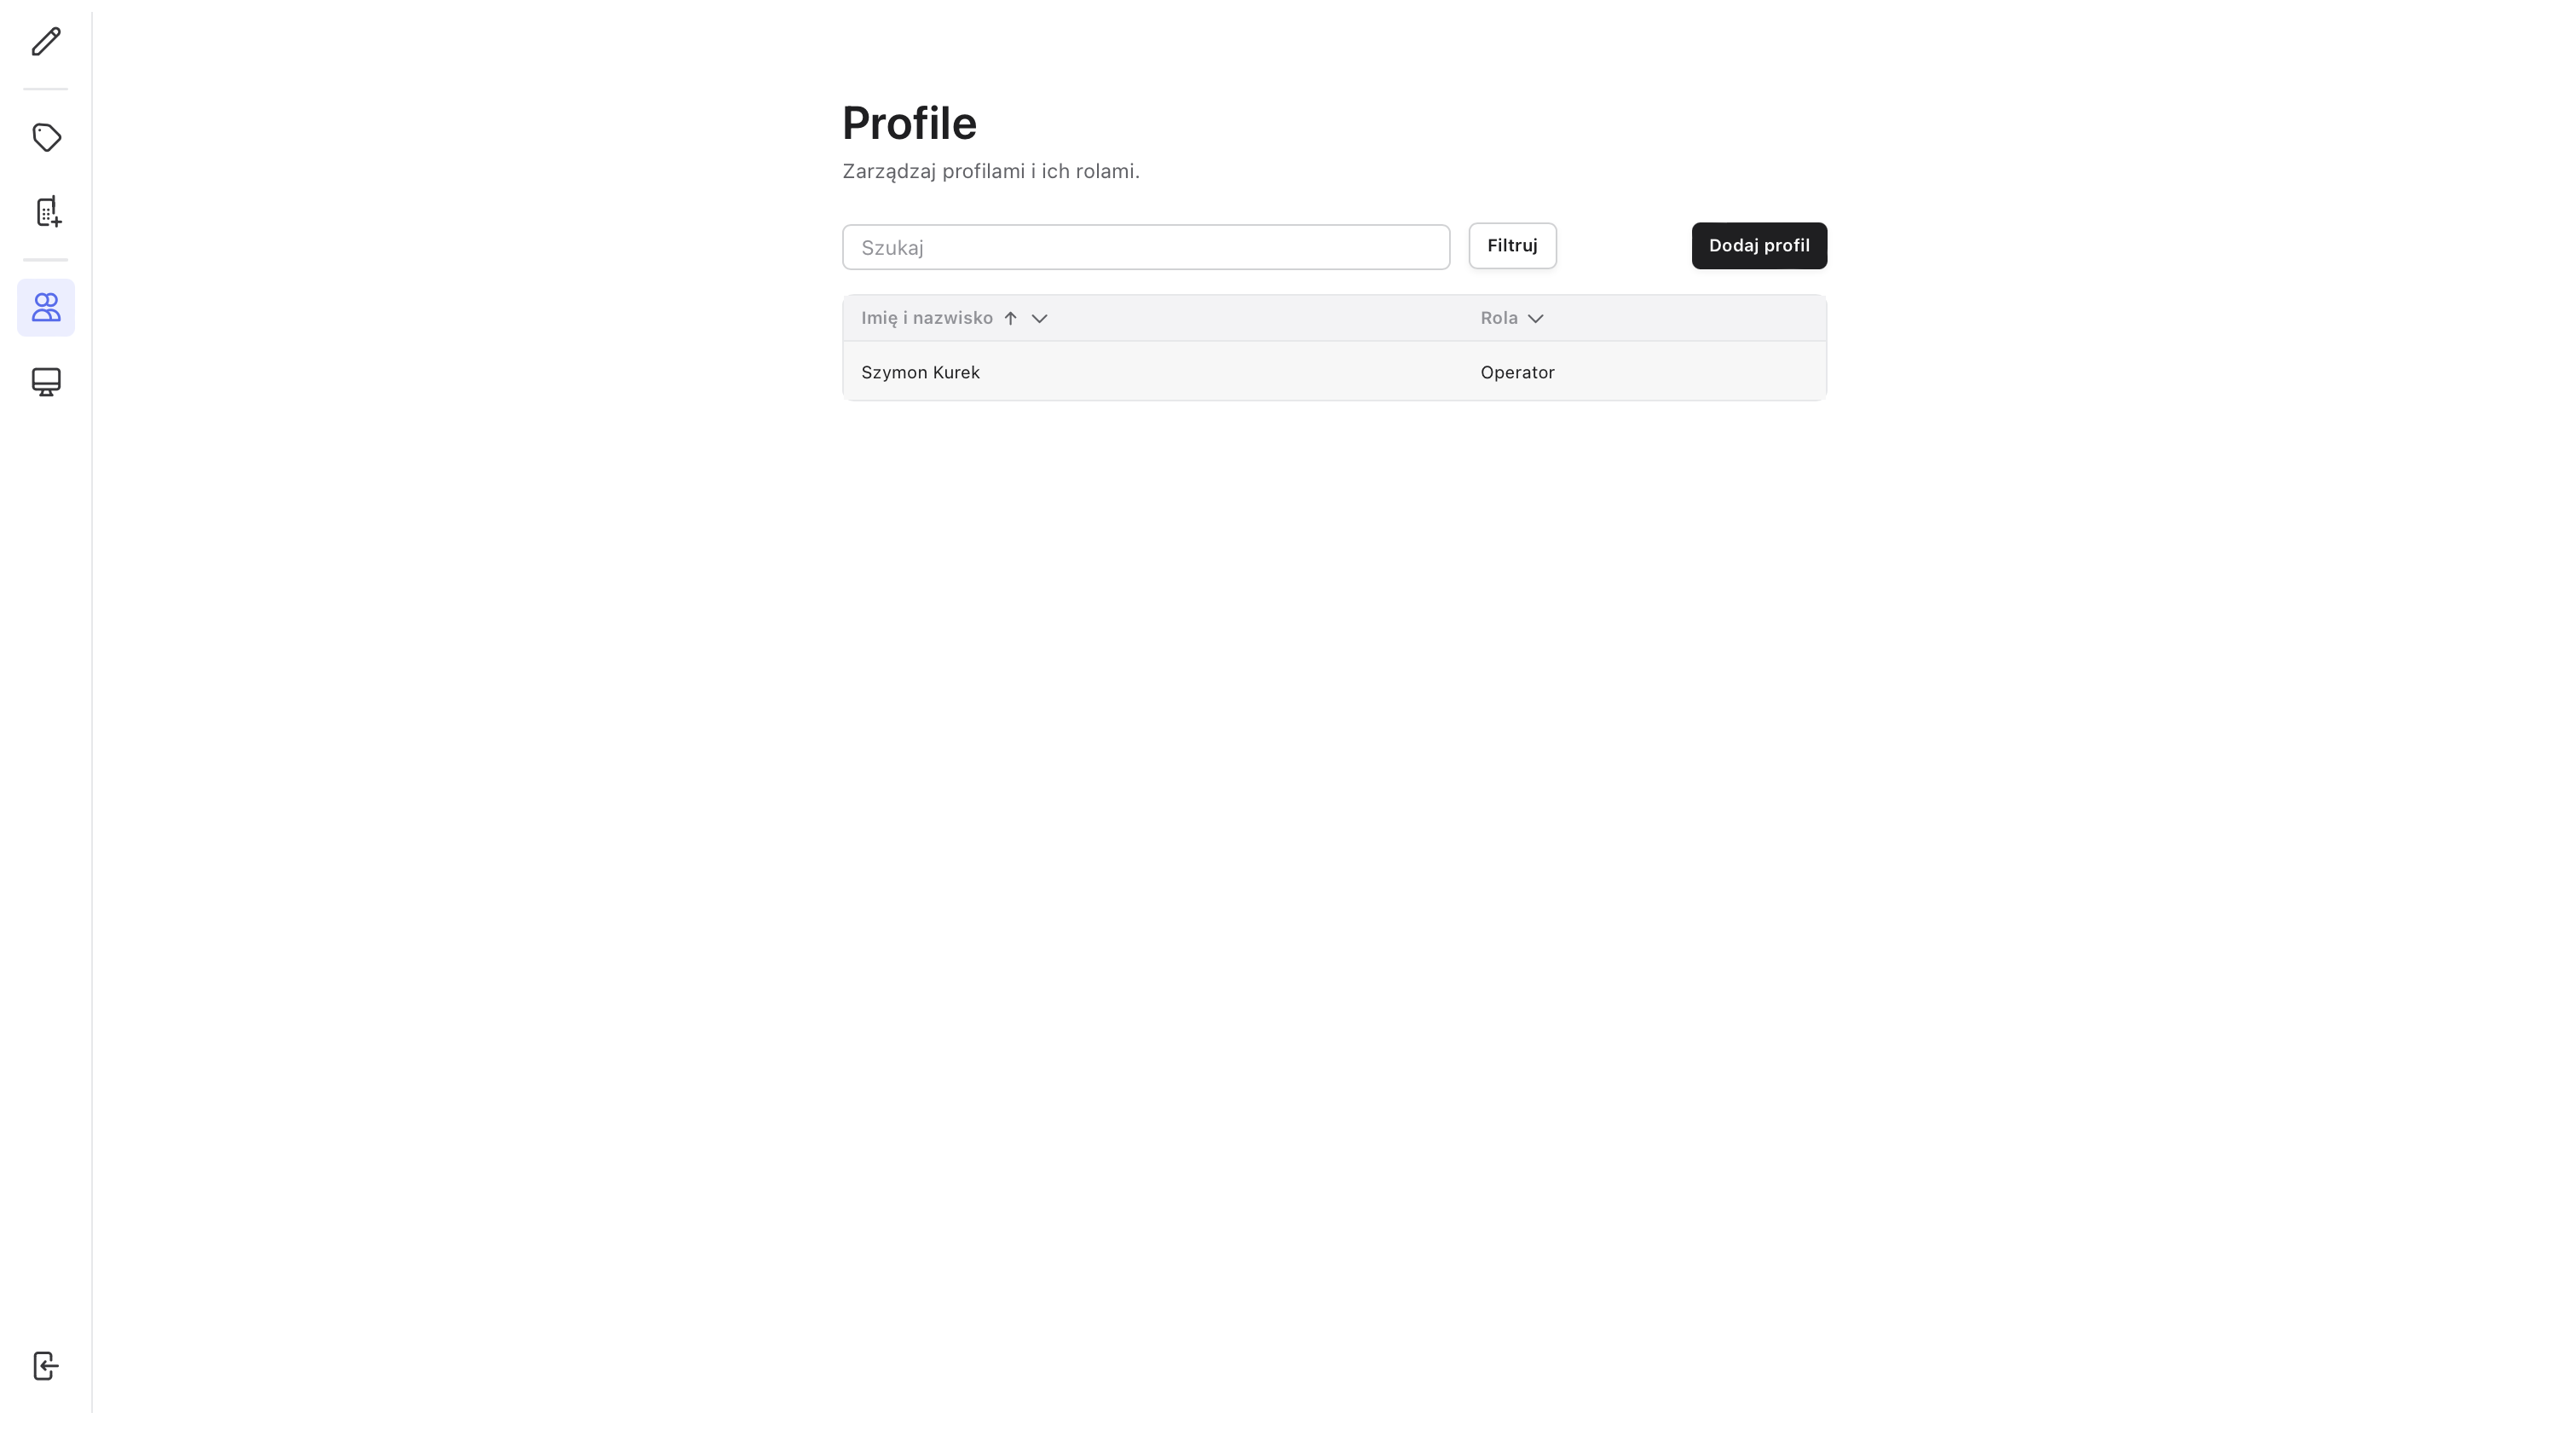 Profile
Zarządzaj profilami i ich rolami.
Szukaj
Filtruj
Dodaj profil
Imię i nazwisko
Rola
Szymon Kurek
Operator